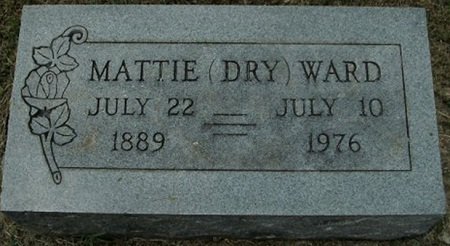 MATTIE (DRY) WARD
JULY 22 = JULY 10
1889 1976